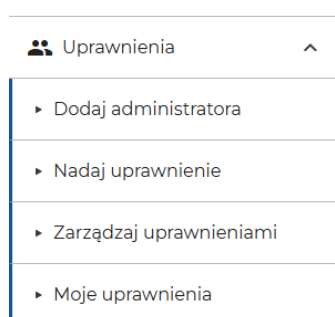 Uprawnienia
Dodaj administratora
Nadaj uprawnienie
Zarządzaj uprawnieniami
Moje uprawnienia